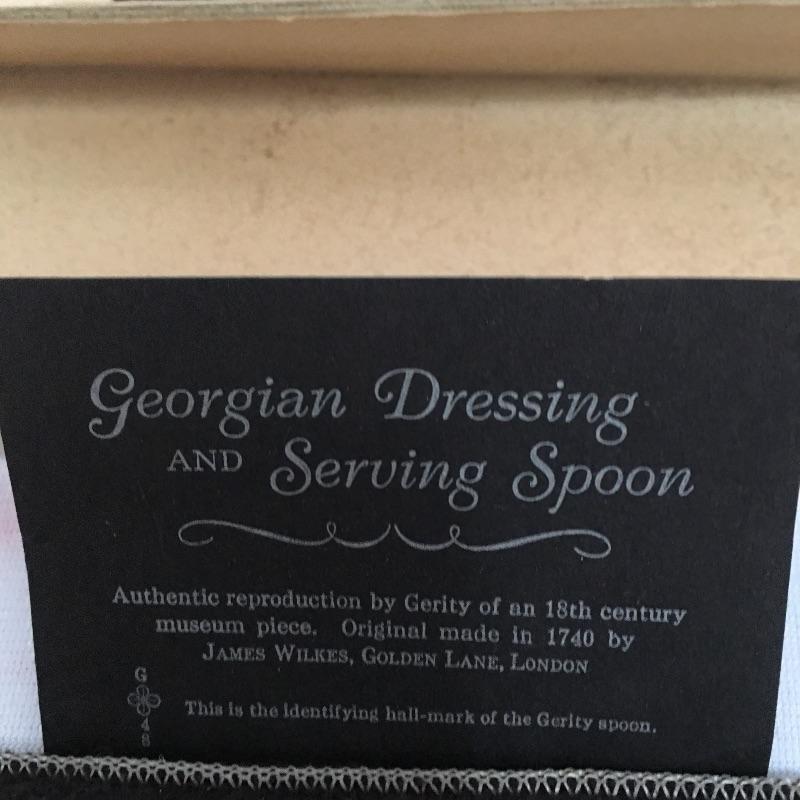 Georgian Dressing
AND Serving Spoon
Authentic reproduction by Gerity of an 18th century
museum piece. Original made in 1740 by
JAMES WILKES, GOLDEN LANE, LONDON
G
4
8
This is the identifying hall-mark of the Gerity spoon.